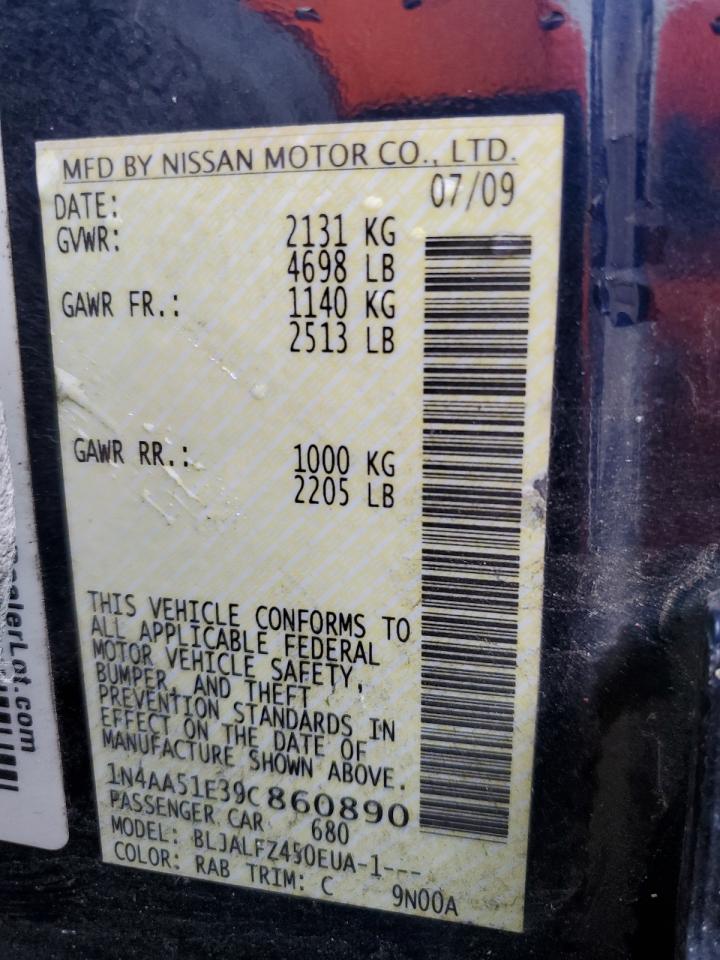 MFD BY NISSAN MOTOR CO., LTD.
DATE: 07/09
GVWR: 2131 KG
4698 LB
GAWR FR.: 1140 KG
2513 LB
GAWR RR.: 1000 KG
2205 LB
THIS VEHICLE CONFORMS TO
ALL APPLICABLE FEDERAL
MOTOR VEHICLE SAFETY,
BUMPER, AND THEFT
PREVENTION STANDARDS IN
EFFECT ON THE DATE OF
MANUFACTURE SHOWN ABOVE.
1N4AA51E39C860890
PASSENGER CAR 680
MODEL: BLJALFZ450EUA-1---
COLOR: RAB TRIM: C 9N00A
DealerLot.com